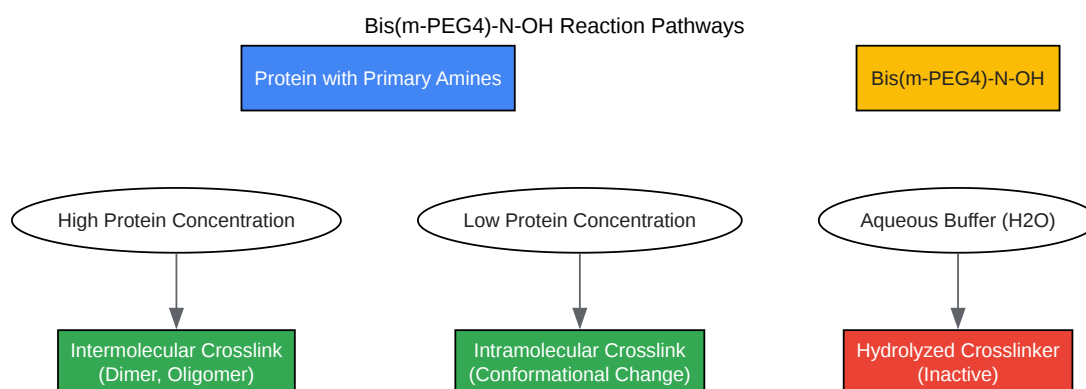 Bis(m-PEG4)-N-OH Reaction Pathways
Protein with Primary Amines
Bis(m-PEG4)-N-OH
High Protein Concentration
Low Protein Concentration
Aqueous Buffer (H2O)
Intermolecular Crosslink
(Dimer, Oligomer)
Intramolecular Crosslink
(Conformational Change)
Hydrolyzed Crosslinker
(Inactive)